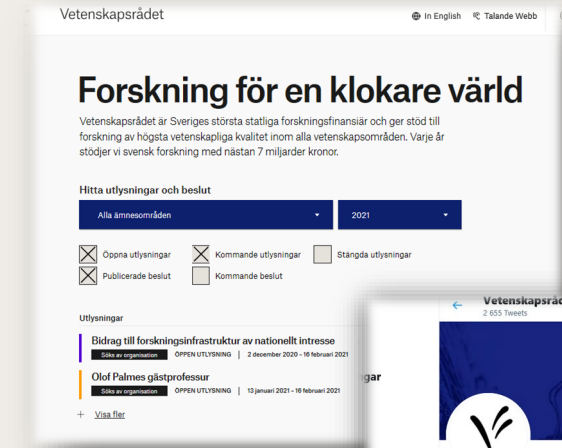 Vetenskapsrådet
In English
Talande Webb
Forskning för en klokare värld
Vetenskapsrådet är Sveriges största statliga forskningsfinansiär och ger stöd till
forskning av högsta vetenskapliga kvalitet inom alla vetenskapsområden. Varje år
stödjer vi svensk forskning med nästan 7 miljarder kronor.
Hitta utlysningar och beslut
Alla ämnesområden
2021
Öppna utlysningar
Kommande utlysningar
Stängda utlysningar
Publicerade beslut
Kommande beslut
Utlysningar
Bidrag till forskningsinfrastruktur av nationellt intresse
Söks av organisation ÖPPEN UTLYSNING | 2 december 2020 - 16 februari 2021
Olof Palmes gästprofessur
Söks av organisation ÖPPEN UTLYSNING | 13 januari 2021 - 16 februari 2021
+ Visa fler
gar
Vetenskapsråd
2 655 Tweets